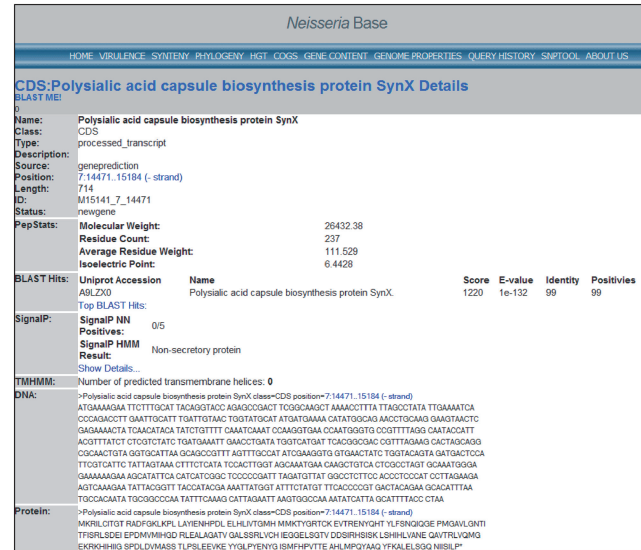 Neisseria Base
HOME VIRULENCE SYNTENY PHYLOGENY HGT COGS GENE CONTENT GENOME PROPERTIES QUERY HISTORY SNPTOOL ABOUT US
CDS:Polysialic acid capsule biosynthesis protein SynX Details
BLAST ME!
0
Name: Polysialic acid capsule biosynthesis protein SynX
Class: CDS
Type: processed_transcript
Description:
Source: geneprediction
Position: 7:14471..15184 (- strand)
Length: 714
ID: M15141_7_14471
Status: newgene
PepStats: Molecular Weight: 26432.38
Residue Count: 237
Average Residue Weight: 111.529
Isoelectric Point: 6.4428
BLAST Hits: Uniprot Accession Name Score E-value Identity Positivies
A9LZX0 Polysialic acid capsule biosynthesis protein SynX. 1220 1e-132 99 99
Top BLAST Hits:
SignalP: SignalP NN Positives: 0/5
SignalP HMM Result: Non-secretory protein
Show Details...
TMHMM: Number of predicted transmembrane helices: 0
DNA: >Polysialic acid capsule biosynthesis protein SynX class=CDS position=7:14471..15184 (- strand)
ATGAAAAGAA TTCTTTGCAT TACAGGTACC AGAGCCGACT TCGGCAAGCT AAAACCTTTA TTAGCCTATA TTGAAAATCA
CCCAGACCTT GAATTGCATT TGATTGTAAC TGGTATGCAT ATGATGAAAA CATATGGCAG AACCTGCAAG GAAGTAACTC
GAGAAAACTA TCAACATACA TATCTGTTTT CAAATCAAAT CCAAGGTGAA CCAATGGGTG CCGTTTTAGG CAATACCATT
ACGTTTATCT CTCGTCTATC TGATGAAATT GAACCTGATA TGGTCATGAT TCACGGCGAC CGTTTAGAAG CACTAGCAGG
CGCAACTGTA GGTGCATTAA GCAGCCGTTT AGTTTGCCAT ATCGAAGGTG GTGAACTATC TGGTACAGTA GATGACTCCA
TTCGTCATTC TATTAGTAAA CTTTCTCATA TCCACTTGGT AGCAAATGAA CAAGCTGTCA CTCGCCTAGT GCAAATGGGA
GAAAAAAGAA AGCATATTCA CATCATCGGC TCCCCCGATT TAGATGTTAT GGCCTCTTCC ACCCTCCCAT CCTTAGAAGA
AGTCAAAGAA TATTACGGTT TACCATACGA AAATTATGGT ATTTCTATGT TTCACCCCGT GACTACAGAA GCACATTTAA
TGCCACAATA TGCGGCCCAA TATTTCAAAG CATTAGAATT AAGTGGCCAA AATATCATTA GCATTTTACC CTAA
Protein: >Polysialic acid capsule biosynthesis protein SynX class=CDS position=7:14471..15184 (- strand)
MKRILCITGT RADFGKLKPL LAYIENHPDL ELHLIVTGMH MMKTYGRTCK EVTRENYQHT YLFSNQIQGE PMGAVLGNTI
TFISRLSDEI EPDMVMIHGD RLEALAGATV GALSSRLVCH IEGGELSGTV DDSIRHSISK LSHIHLVANE QAVTRLVQMG
EKRKHIHIIG SPDLDVMASS TLPSLEEVKE YYGLPYENYG ISMFHPVTTE AHLMPQYAAQ YFKALELSGQ NIISILP*